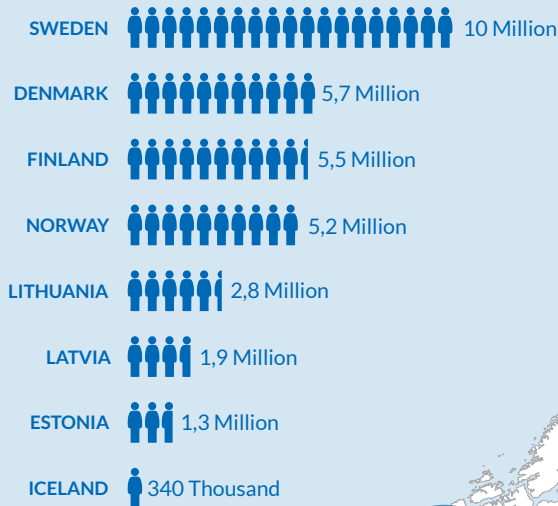 SWEDEN 10 Million
DENMARK 5,7 Million
FINLAND 5,5 Million
NORWAY 5,2 Million
LITHUANIA 2,8 Million
LATVIA 1,9 Million
ESTONIA 1,3 Million
ICELAND 340 Thousand